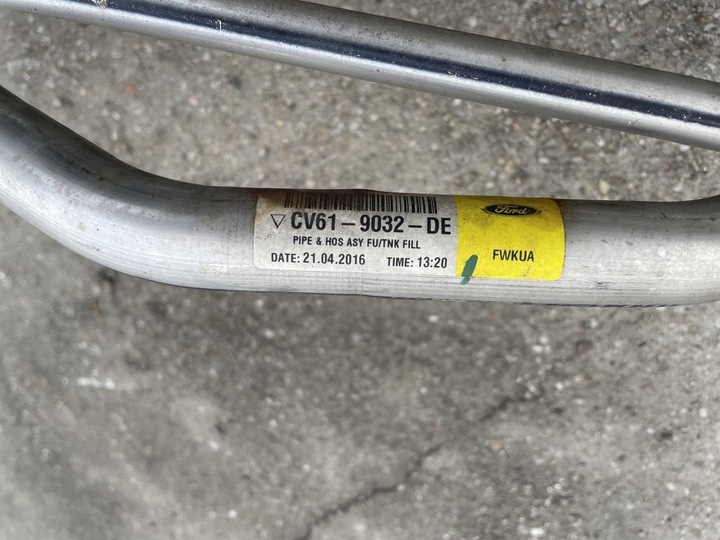 ▽ CV61-9032-DE
PIPE & HOS ASY FU/TNK FILL
DATE: 21.04.2016 TIME: 13:20
Ford
FWKUA